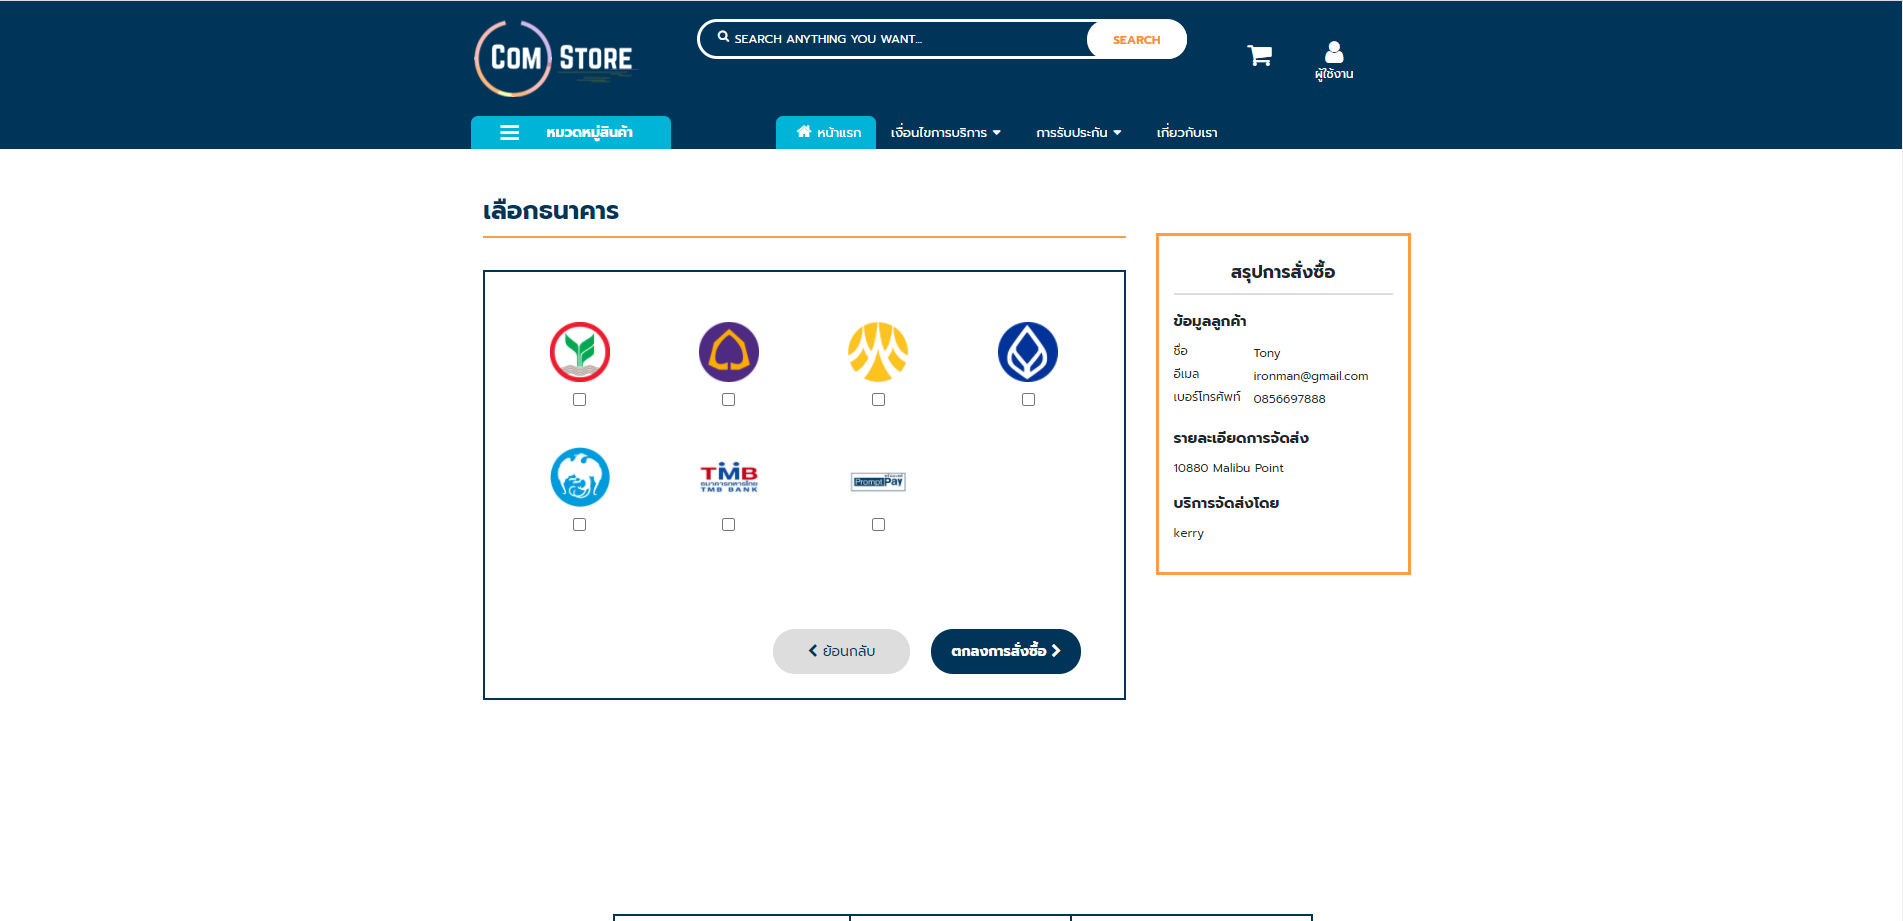 COM STORE
SEARCH ANYTHING YOU WANT...
SEARCH
ผู้ใช้งาน
หมวดหมู่สินค้า
หน้าแรก
เงื่อนไขการบริการ
การรับประกัน
เกี่ยวกับเรา
เลือกธนาคาร
TMB
ธนาคารทหารไทย
TMB BANK
PromptPay
ย้อนกลับ
ตกลงการสั่งซื้อ
สรุปการสั่งซื้อ
ข้อมูลลูกค้า
ชื่อ Tony
อีเมล ironman@gmail.com
เบอร์โทรศัพท์ 0856697888
รายละเอียดการจัดส่ง
10880 Malibu Point
บริการจัดส่งโดย
kerry